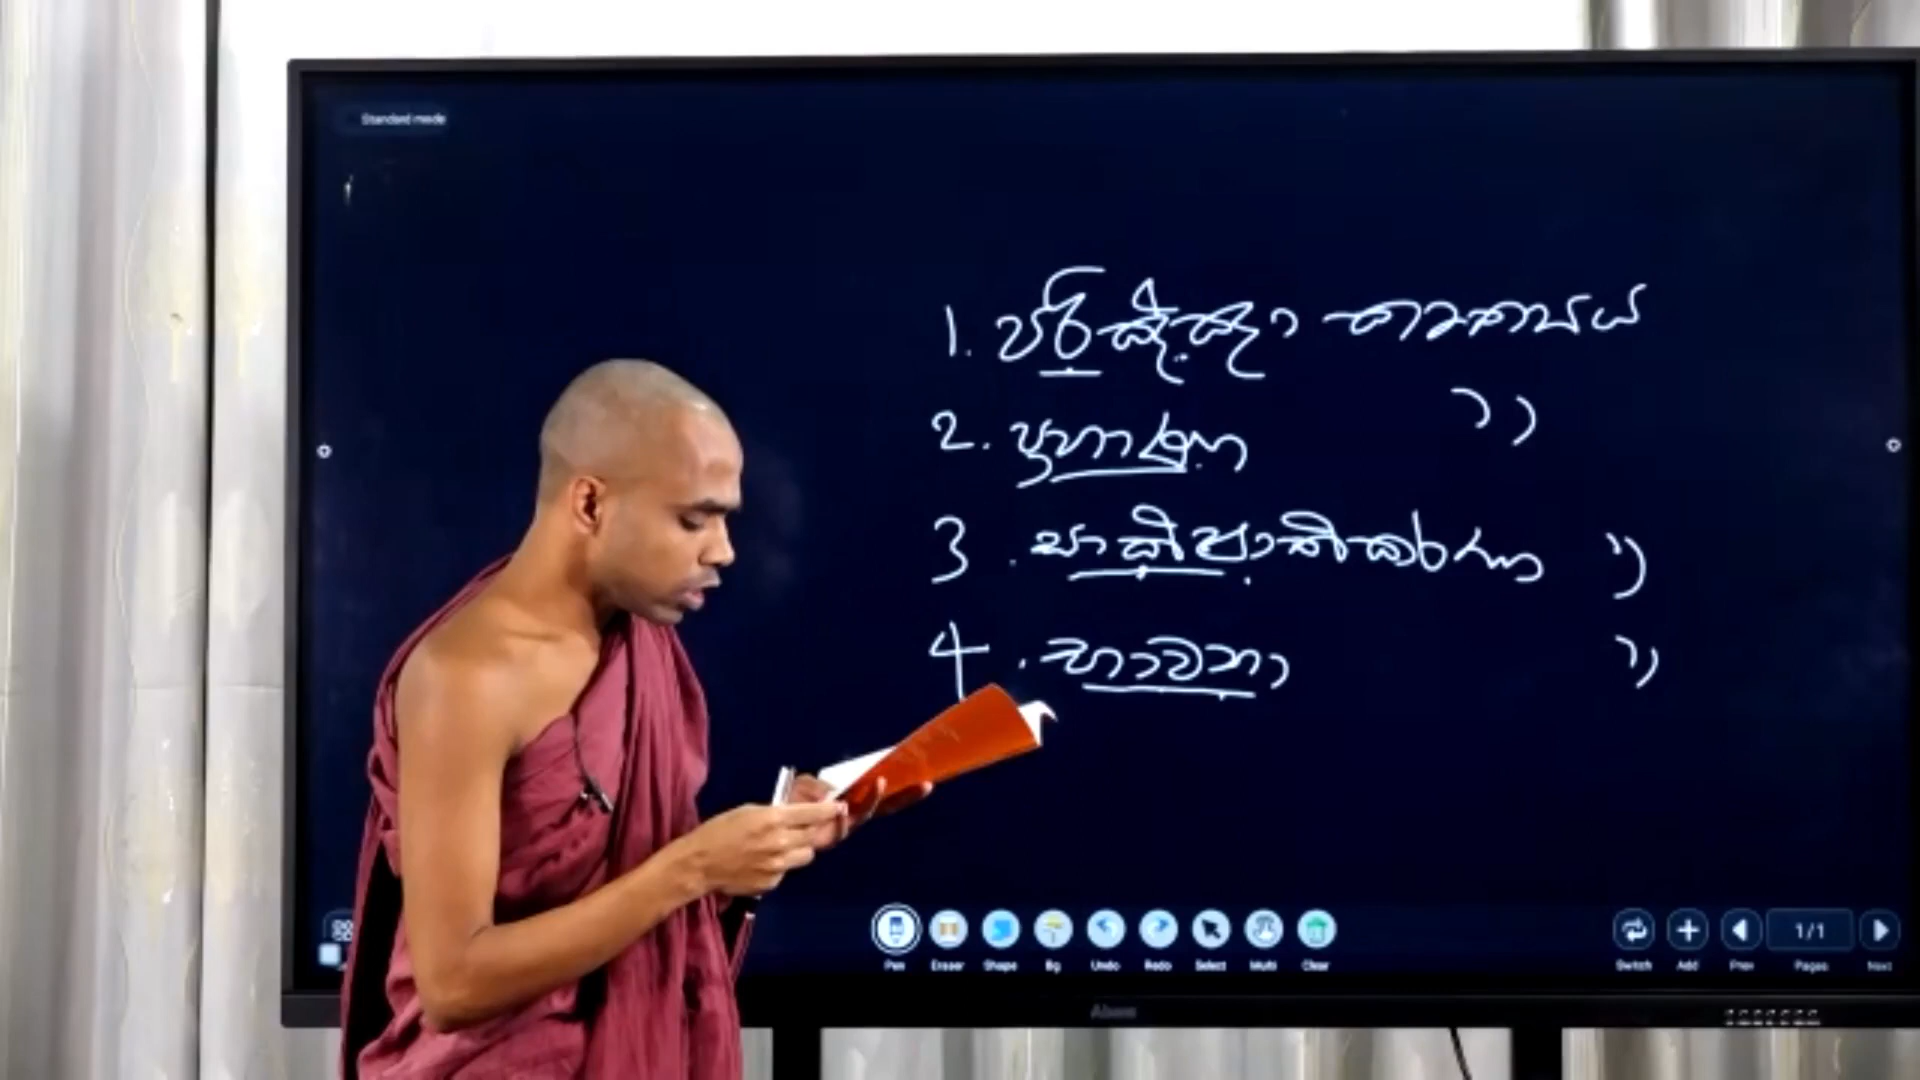 Standard mode
1. පරිඤ්ඤා කෘත්‍යය
2. ප්‍රහාණ ''
3. සාක්ෂාත්කරණ ''
4. භාවනා ''
Pen Eraser Shape Bg Undo Redo Select Multi Clear Switch Add Prev 1/1 Pages Next
Abans